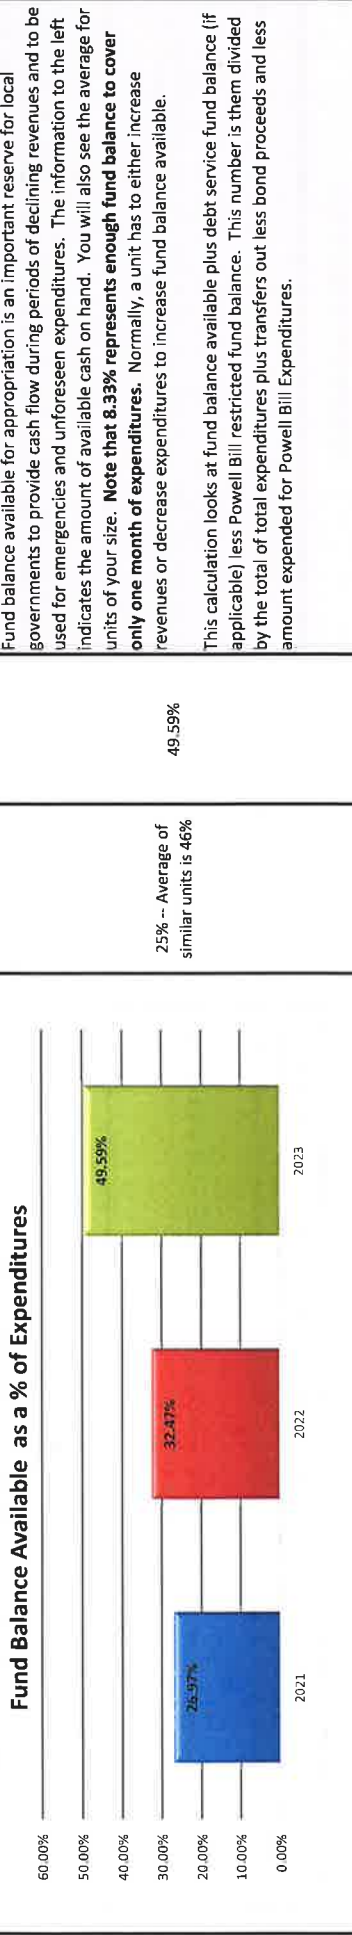 Fund Balance Available as a % of Expenditures
60.00%
50.00%
40.00%
30.00%
20.00%
10.00%
0.00%
26.97%
32.47%
49.59%
2021
2022
2023
25% -- Average of
similar units is 46%
49.59%
Fund balance available for appropriation is an important reserve for local
governments to provide cash flow during periods of declining revenues and to be
used for emergencies and unforeseen expenditures. The information to the left
indicates the amount of available cash on hand. You will also see the average for
units of your size. Note that 8.33% represents enough fund balance to cover
only one month of expenditures. Normally, a unit has to either increase
revenues or decrease expenditures to increase fund balance available.
This calculation looks at fund balance available plus debt service fund balance (if
applicable) less Powell Bill restricted fund balance. This number is them divided
by the total of total expenditures plus transfers out less bond proceeds and less
amount expended for Powell Bill Expenditures.